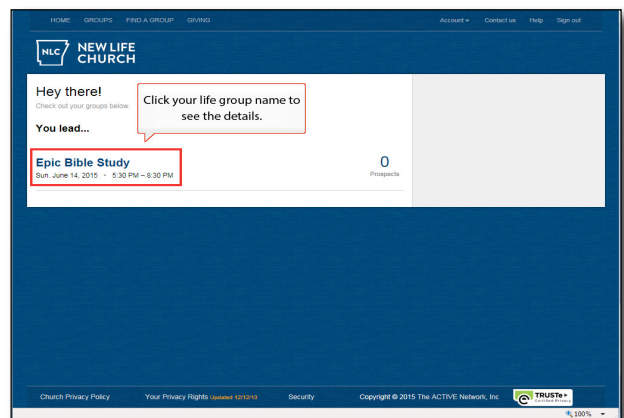 HOME GROUPS FIND A GROUP GIVING Account Contact us Help Sign out
NLC NEW LIFE
CHURCH
Hey there!
Check out your groups below.
Click your life group name to
see the details.
You lead...
Epic Bible Study 0
Sun. June 14, 2015 • 5:30 PM – 8:30 PM Prospects
Church Privacy Policy Your Privacy Rights Updated 12/12/13 Security Copyright © 2015 The ACTIVE Network, Inc TRUSTe
Certified Privacy
100%